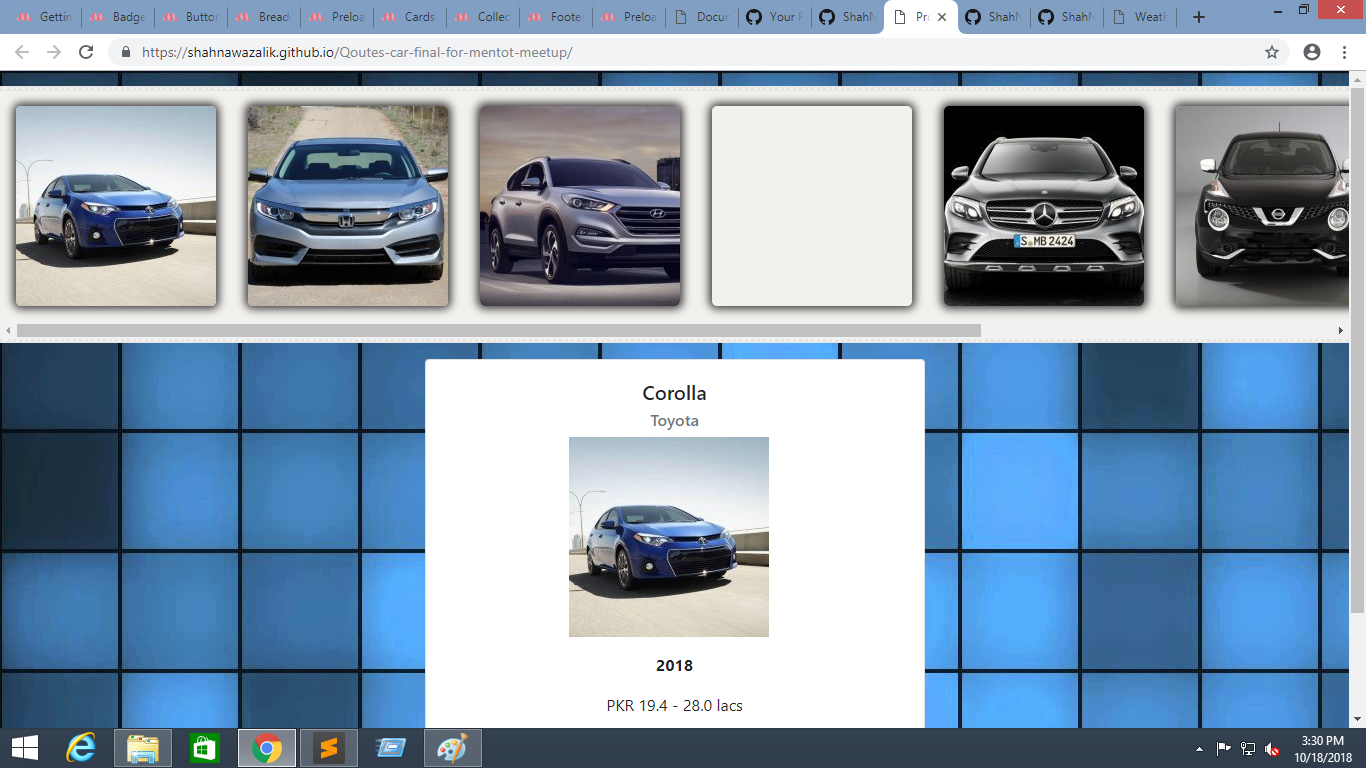 Gettin
Badge
Buttor
Bread
Preloa
Cards
Collec
Foote
Preloa
Docur
Your F
ShahN
Pr
ShahN
ShahN
Weath
https://shahnawazalik.github.io/Qoutes-car-final-for-mentot-meetup/
S MB 2424
Corolla
Toyota
2018
PKR 19.4 - 28.0 lacs
3:30 PM
10/18/2018